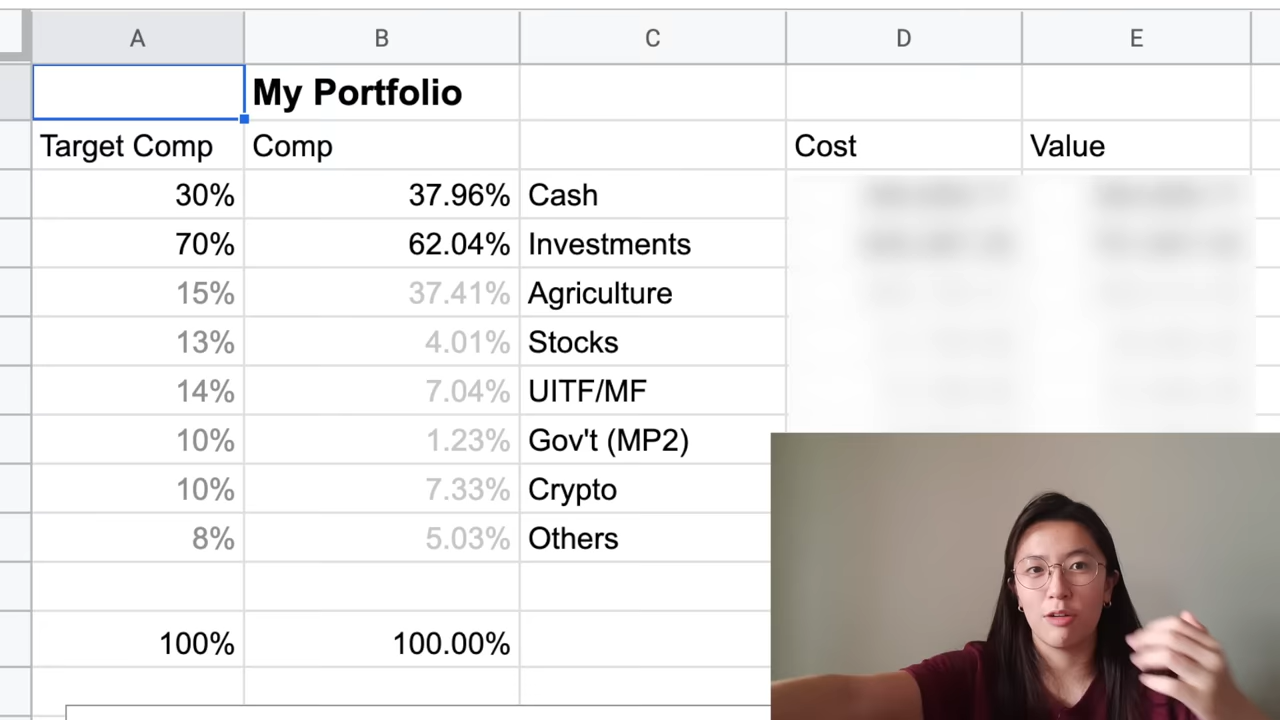 A B C D E
My Portfolio
Target Comp Comp Cost Value
30% 37.96% Cash
70% 62.04% Investments
15% 37.41% Agriculture
13% 4.01% Stocks
14% 7.04% UITF/MF
10% 1.23% Gov't (MP2)
10% 7.33% Crypto
8% 5.03% Others
100% 100.00%